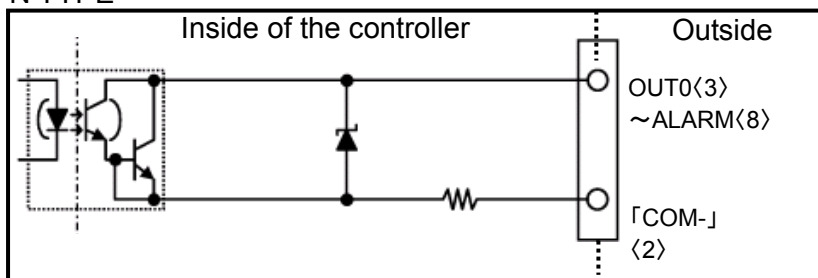 Inside of the controller
Outside
OUT0〈3〉
~ALARM〈8〉
「COM-」
〈2〉